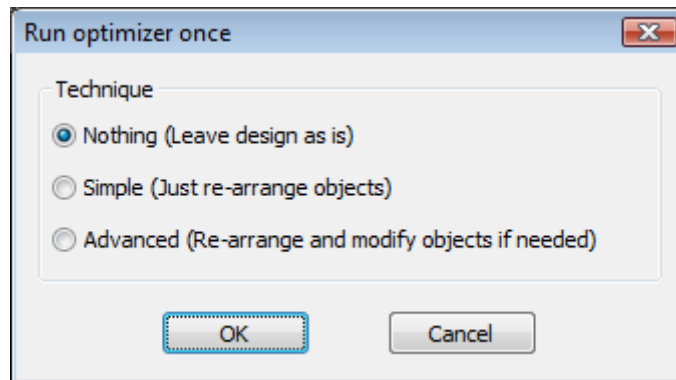 Run optimizer once
Technique
Nothing (Leave design as is)
Simple (Just re-arrange objects)
Advanced (Re-arrange and modify objects if needed)
OK Cancel